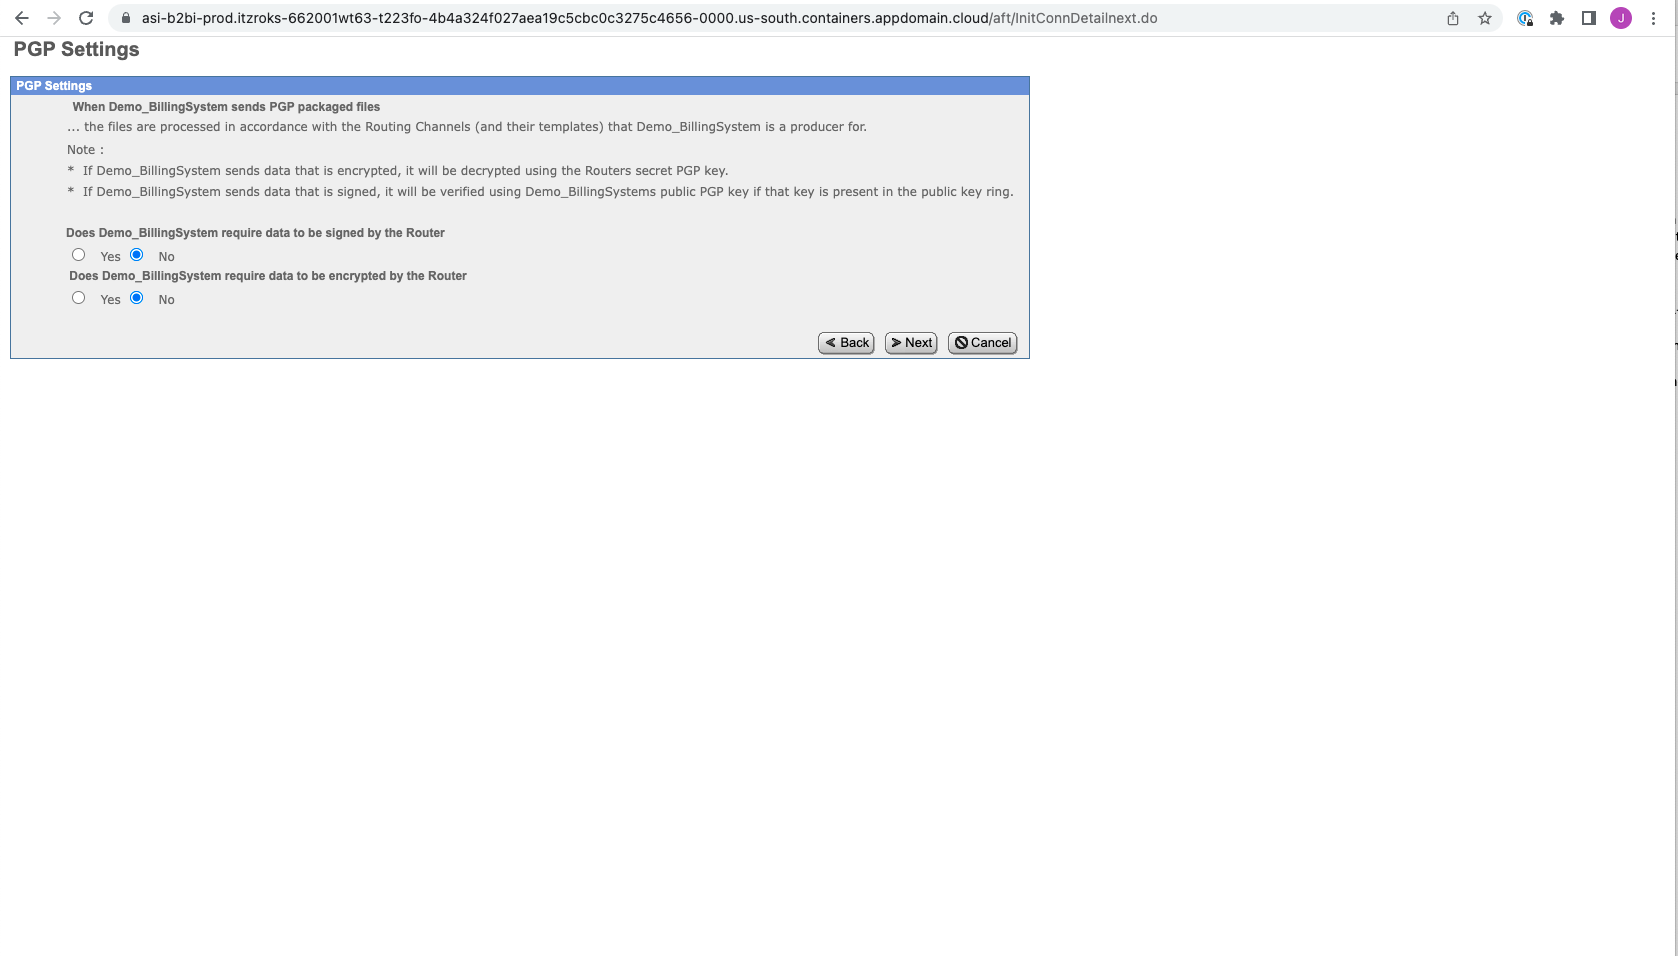 asi-b2bi-prod.itzroks-662001wt63-t223fo-4b4a324f027aea19c5cbc0c3275c4656-0000.us-south.containers.appdomain.cloud/aft/InitConnDetailnext.do
J
PGP Settings
PGP Settings
When Demo_BillingSystem sends PGP packaged files
... the files are processed in accordance with the Routing Channels (and their templates) that Demo_BillingSystem is a producer for.
Note :
* If Demo_BillingSystem sends data that is encrypted, it will be decrypted using the Routers secret PGP key.
* If Demo_BillingSystem sends data that is signed, it will be verified using Demo_BillingSystems public PGP key if that key is present in the public key ring.
Does Demo_BillingSystem require data to be signed by the Router
Yes No
Does Demo_BillingSystem require data to be encrypted by the Router
Yes No
Back Next Cancel